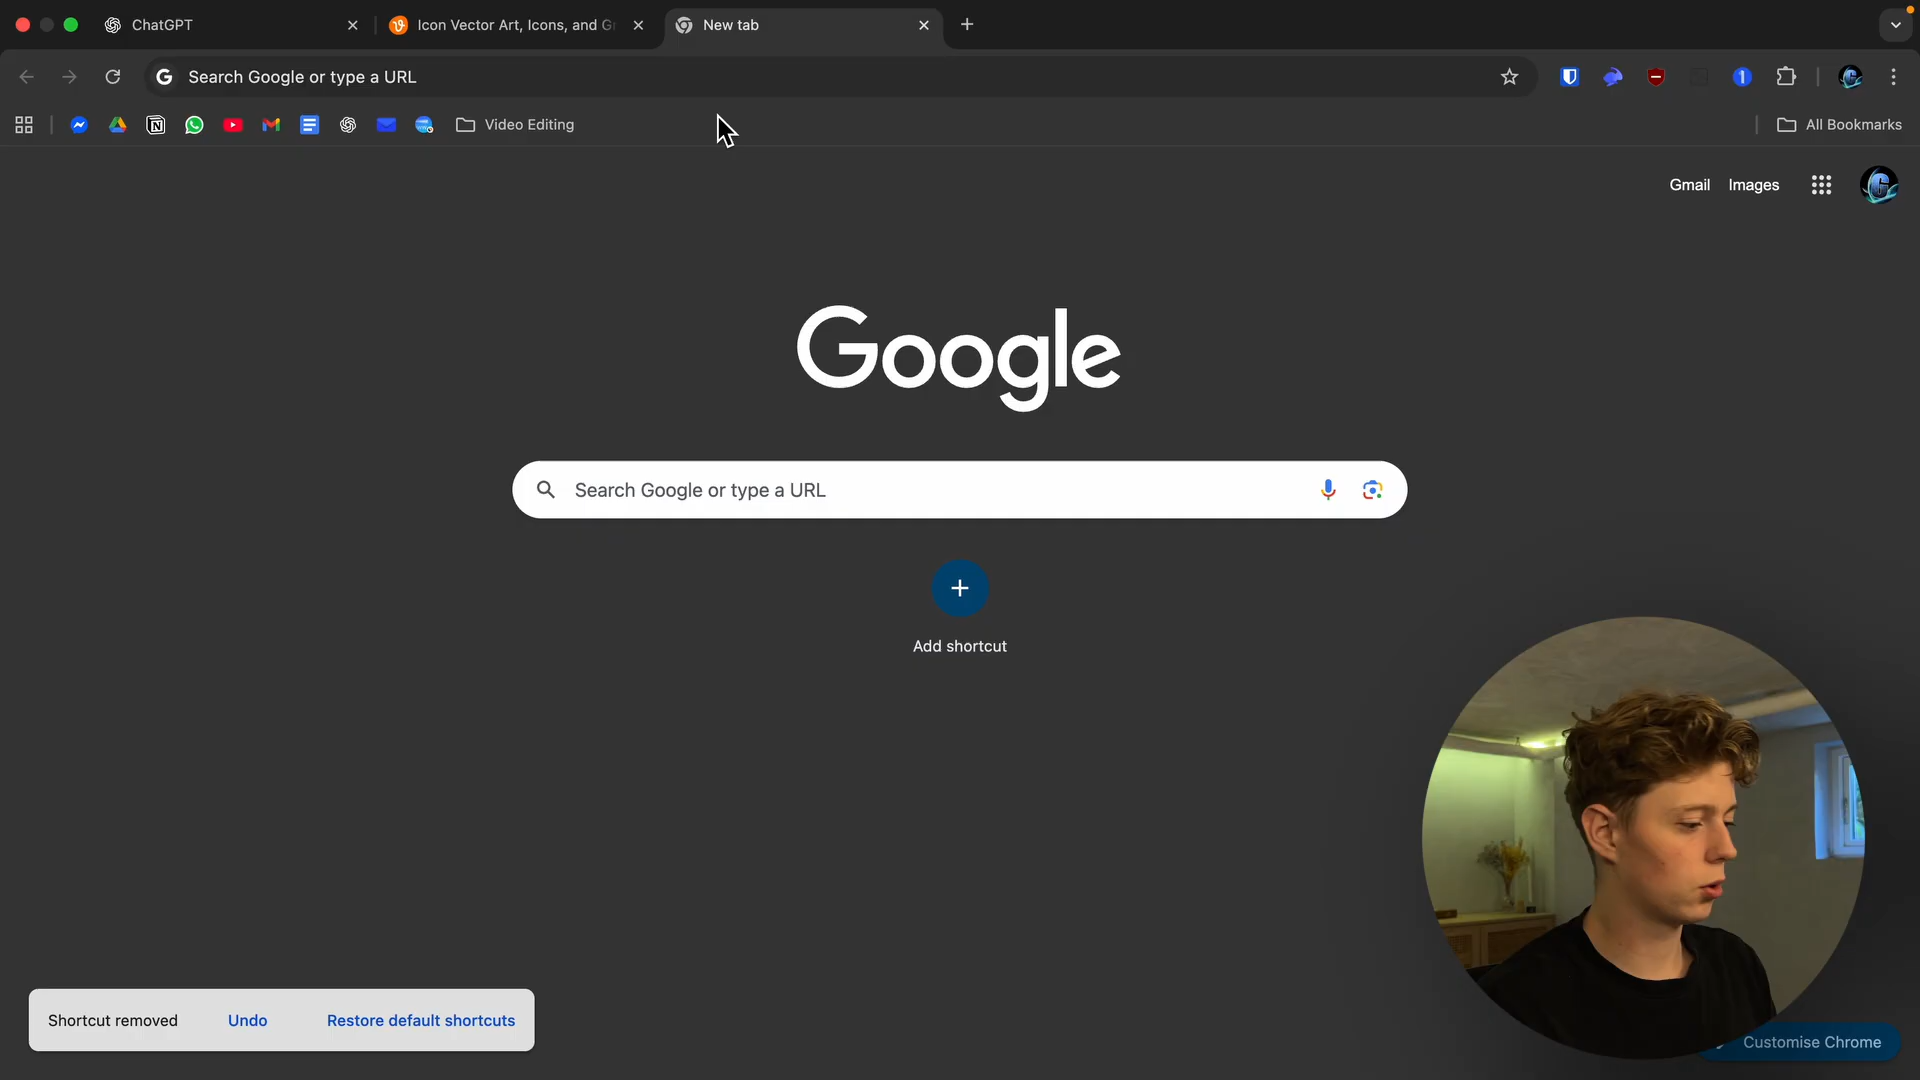 ChatGPT
Icon Vector Art, Icons, and G
New tab
Search Google or type a URL
Video Editing
All Bookmarks
Gmail
Images
Google
Search Google or type a URL
Add shortcut
Shortcut removed
Undo
Restore default shortcuts
Customise Chrome